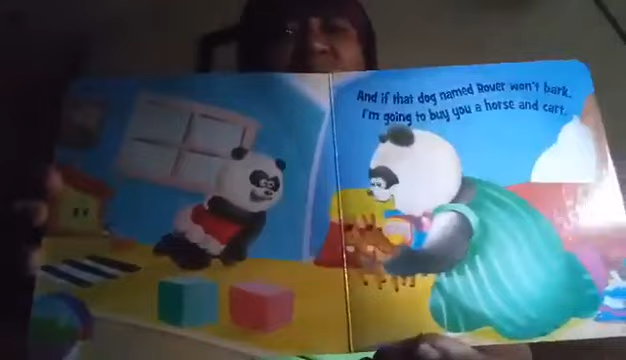 And if that dog named Rover won't bark,
I'm going to buy you a horse and cart.